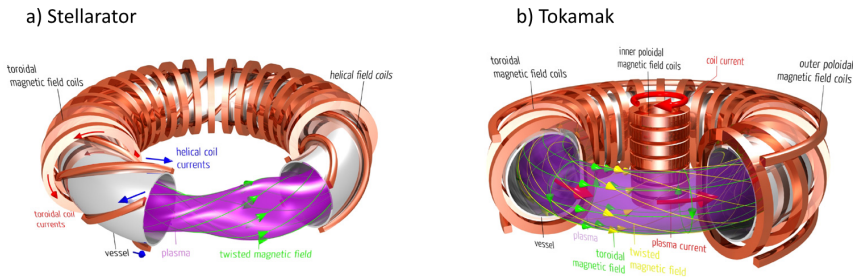 a) Stellarator
toroidal
magnetic field coils
helical field coils
helical coil
currents
toroidal coil
currents
vessel
plasma
twisted magnetic field
b) Tokamak
inner poloidal
magnetic field coils
coil current
toroidal
magnetic field coils
outer poloidal
magnetic field coils
vessel
plasma
plasma current
toroidal
magnetic field
twisted
magnetic field